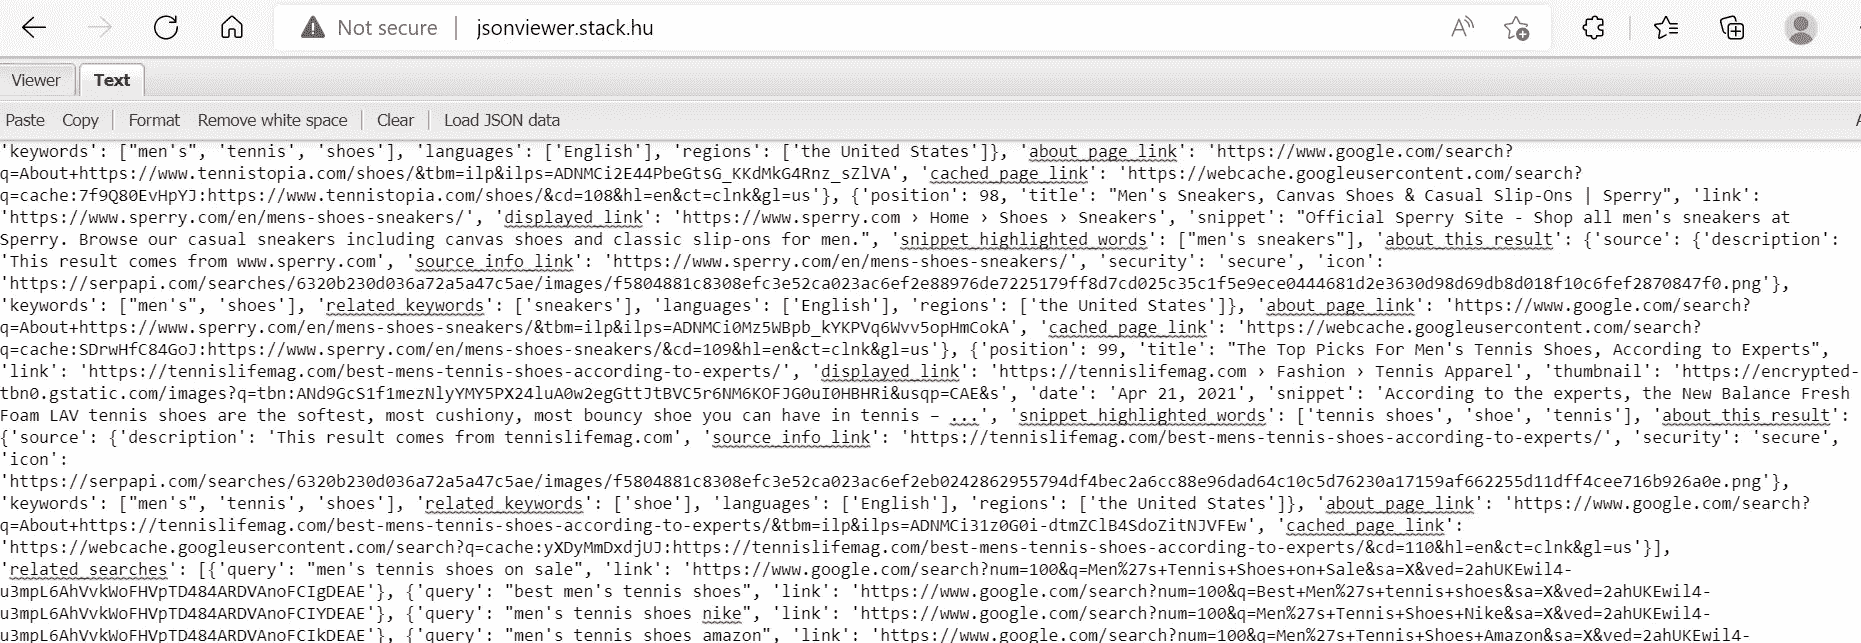 Not secure jsonviewer.stack.hu
Viewer Text
Paste Copy Format Remove white space Clear Load JSON data
'keywords': ["men's", 'tennis', 'shoes'], 'languages': ['English'], 'regions': ['the United States']}, 'about_page_link': 'https://www.google.com/search?
q=About+https://www.tennistopia.com/shoes/&tbm=ilp&ilps=ADNMCi2E44PbeGtsG_KKdMkG4Rnz_sZlVA', 'cached_page_link': 'https://webcache.googleusercontent.com/search?
q=cache:7f9Q80EvHpYJ:https://www.tennistopia.com/shoes/&cd=108&hl=en&ct=clnk&gl=us'}, {'position': 98, 'title': "Men's Sneakers, Canvas Shoes & Casual Slip-Ons | Sperry", 'link':
'https://www.sperry.com/en/mens-shoes-sneakers/', 'displayed_link': 'https://www.sperry.com › Home › Shoes › Sneakers', 'snippet': "Official Sperry Site - Shop all men's sneakers at
Sperry. Browse our casual sneakers including canvas shoes and classic slip-ons for men.", 'snippet_highlighted_words': ["men's sneakers"], 'about_this_result': {'source': {'description':
'This result comes from www.sperry.com', 'source_info_link': 'https://www.sperry.com/en/mens-shoes-sneakers/', 'security': 'secure', 'icon':
'https://serpapi.com/searches/6320b230d036a72a5a47c5ae/images/f5804881c8308efc3e52ca023ac6ef2e88976de7225179ff8d7cd025c35c1f5e9ece0444681d2e3630d98d69db8d018f10c6fef2870847f0.png'},
'keywords': ["men's", 'shoes'], 'related_keywords': ['sneakers'], 'languages': ['English'], 'regions': ['the United States']}, 'about_page_link': 'https://www.google.com/search?
q=About+https://www.sperry.com/en/mens-shoes-sneakers/&tbm=ilp&ilps=ADNMCi0Mz5WBpb_kYKPVq6Wvv5opHmCokA', 'cached_page_link': 'https://webcache.googleusercontent.com/search?
q=cache:SDrwHfC84GoJ:https://www.sperry.com/en/mens-shoes-sneakers/&cd=109&hl=en&ct=clnk&gl=us'}, {'position': 99, 'title': "The Top Picks For Men's Tennis Shoes, According to Experts",
'link': 'https://tennislifemag.com/best-mens-tennis-shoes-according-to-experts/', 'displayed_link': 'https://tennislifemag.com › Fashion › Tennis Apparel', 'thumbnail': 'https://encrypted-
tbn0.gstatic.com/images?q=tbn:ANd9GcS1f1mezNlyYMY5PX24luA0w2egGttJtBVC5r6NM6KOFJG0uI0HBHRi&usqp=CAE&s', 'date': 'Apr 21, 2021', 'snippet': 'According to the experts, the New Balance Fresh
Foam LAV tennis shoes are the softest, most cushiony, most bouncy shoe you can have in tennis – ...', 'snippet_highlighted_words': ['tennis shoes', 'shoe', 'tennis'], 'about_this_result':
{'source': {'description': 'This result comes from tennislifemag.com', 'source_info_link': 'https://tennislifemag.com/best-mens-tennis-shoes-according-to-experts/', 'security': 'secure',
'icon':
'https://serpapi.com/searches/6320b230d036a72a5a47c5ae/images/f5804881c8308efc3e52ca023ac6ef2eb0242862955794df4bec2a6cc88e96dad64c10c5d76230a17159af662255d11dff4cee716b926a0e.png'},
'keywords': ["men's", 'tennis', 'shoes'], 'related_keywords': ['shoe'], 'languages': ['English'], 'regions': ['the United States']}, 'about_page_link': 'https://www.google.com/search?
q=About+https://tennislifemag.com/best-mens-tennis-shoes-according-to-experts/&tbm=ilp&ilps=ADNMCi31z0G0i-dtmZClB4SdoZitNJVFEw', 'cached_page_link':
'https://webcache.googleusercontent.com/search?q=cache:yXDyMmDxdjUJ:https://tennislifemag.com/best-mens-tennis-shoes-according-to-experts/&cd=110&hl=en&ct=clnk&gl=us'}],
'related_searches': [{'query': "men's tennis shoes on sale", 'link': 'https://www.google.com/search?num=100&q=Men%27s+Tennis+Shoes+on+Sale&sa=X&ved=2ahUKEwil4-
u3mpL6AhVvkWoFHVpTD484ARDVAnoFCIgDEAE'}, {'query': "best men's tennis shoes", 'link': 'https://www.google.com/search?num=100&q=Best+Men%27s+tennis+shoes&sa=X&ved=2ahUKEwil4-
u3mpL6AhVvkWoFHVpTD484ARDVAnoFCIYDEAE'}, {'query': "men's tennis shoes nike", 'link': 'https://www.google.com/search?num=100&q=Men%27s+Tennis+Shoes+Nike&sa=X&ved=2ahUKEwil4-
u3mpL6AhVvkWoFHVpTD484ARDVAnoFCIkDEAE'}, {'query': "men's tennis shoes amazon", 'link': 'https://www.google.com/search?num=100&q=Men%27s+Tennis+Shoes+Amazon&sa=X&ved=2ahUKEwil4-